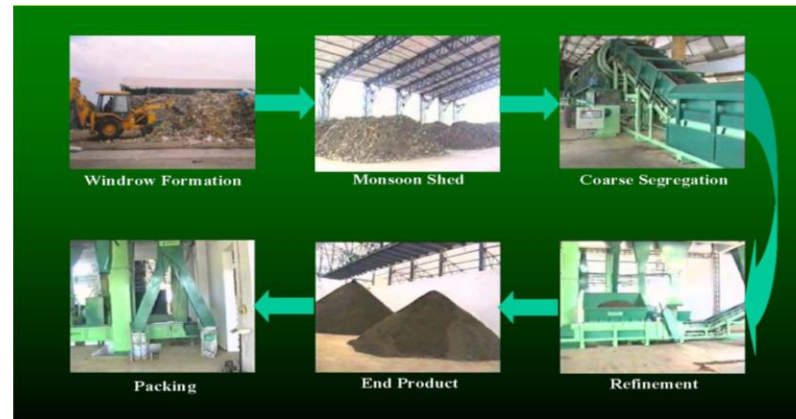 Windrow Formation
Monsoon Shed
Coarse Segregation
Packing
End Product
Refinement